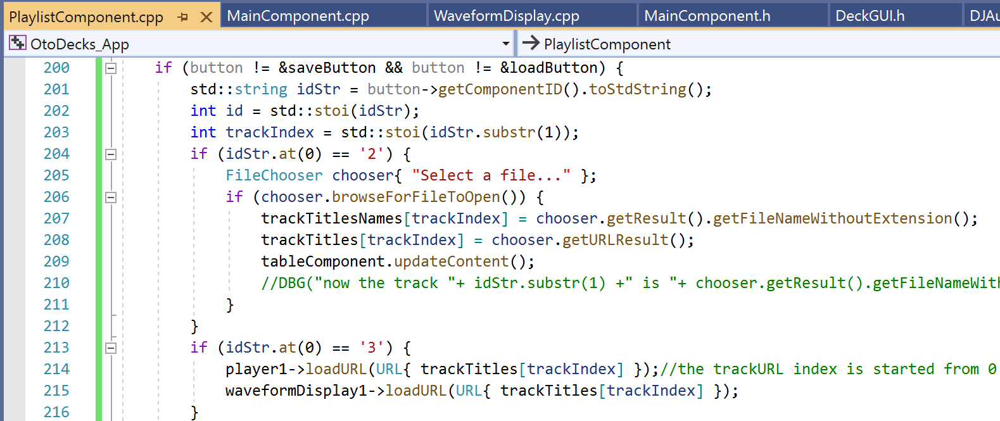 PlaylistComponent.cpp MainComponent.cpp WaveformDisplay.cpp MainComponent.h DeckGUI.h DJAu
OtoDecks_App PlaylistComponent
200 if (button != &saveButton && button != &loadButton) {
201 std::string idStr = button->getComponentID().toStdString();
202 int id = std::stoi(idStr);
203 int trackIndex = std::stoi(idStr.substr(1));
204 if (idStr.at(0) == '2') {
205 FileChooser chooser{ "Select a file..." };
206 if (chooser.browseForFileToOpen()) {
207 trackTitlesNames[trackIndex] = chooser.getResult().getFileNameWithoutExtension();
208 trackTitles[trackIndex] = chooser.getURLResult();
209 tableComponent.updateContent();
210 //DBG("now the track "+ idStr.substr(1) +" is "+ chooser.getResult().getFileNameWith
211 }
212 }
213 if (idStr.at(0) == '3') {
214 player1->loadURL(URL{ trackTitles[trackIndex] });//the trackURL index is started from 0
215 waveformDisplay1->loadURL(URL{ trackTitles[trackIndex] });
216 }